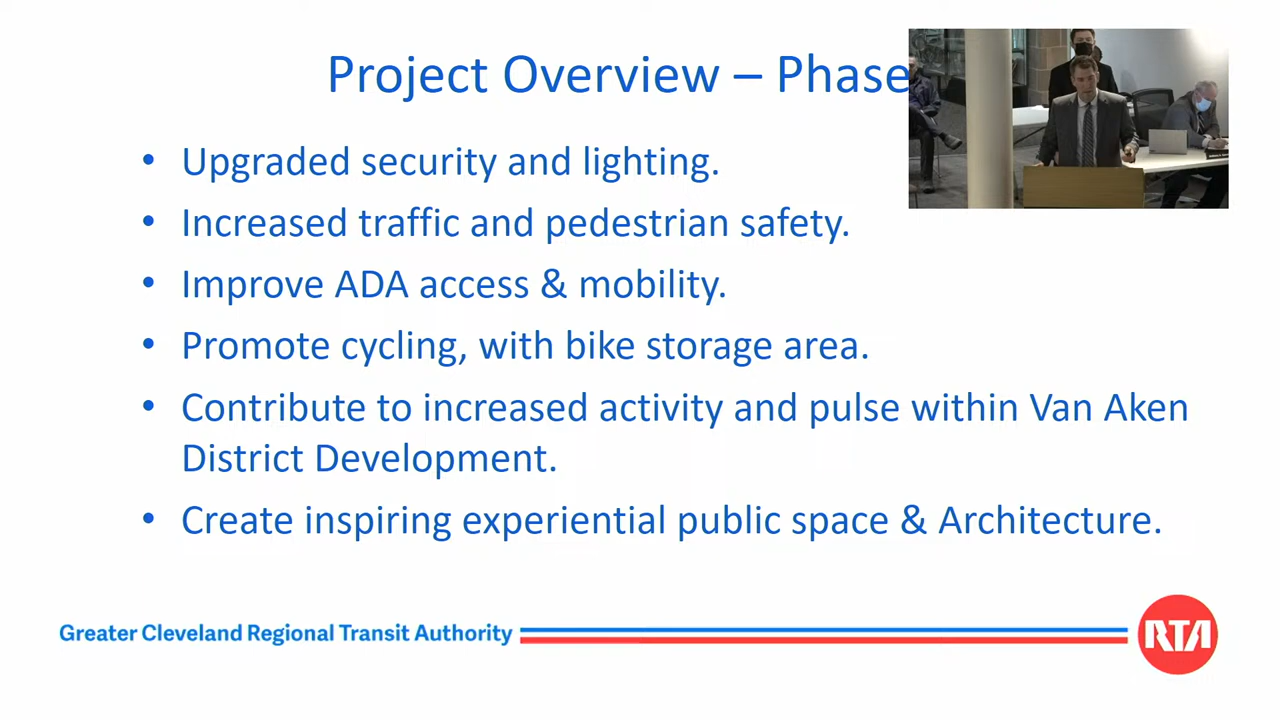 Project Overview – Phase
• Upgraded security and lighting.
• Increased traffic and pedestrian safety.
• Improve ADA access & mobility.
• Promote cycling, with bike storage area.
• Contribute to increased activity and pulse within Van Aken
District Development.
• Create inspiring experiential public space & Architecture.
Greater Cleveland Regional Transit Authority
RTA